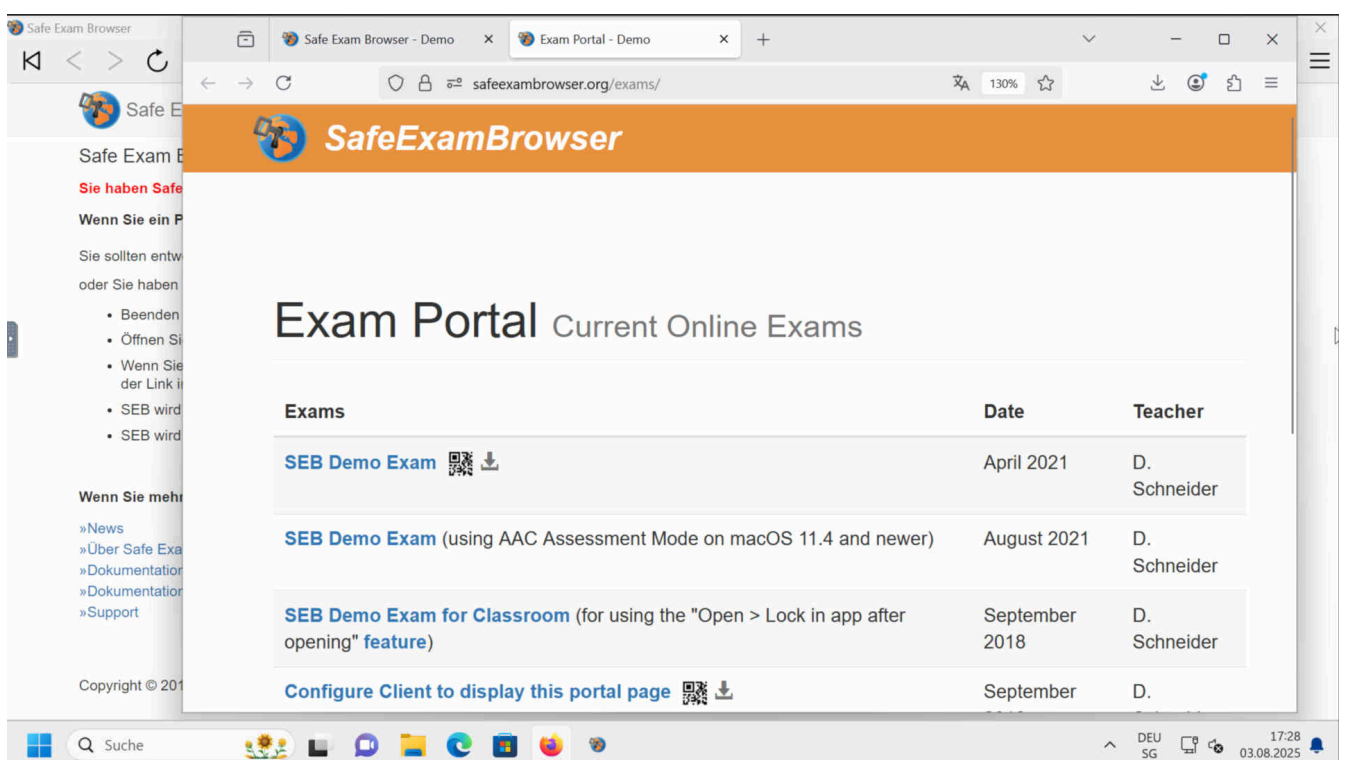 Safe Exam Browser
Safe Exam Browser - Demo
Exam Portal - Demo
safeexambrowser.org/exams/
130%
Safe E
SafeExamBrowser
Safe Exam
Sie haben Safe
Wenn Sie ein P
Sie sollten entw
oder Sie haben
• Beenden
• Öffnen Si
• Wenn Sie
der Link i
• SEB wird
• SEB wird
Wenn Sie mehr
»News
»Über Safe Exa
»Dokumentation
»Dokumentation
»Support
Copyright © 201
Exam Portal Current Online Exams
Exams Date Teacher
SEB Demo Exam April 2021 D.
Schneider
SEB Demo Exam (using AAC Assessment Mode on macOS 11.4 and newer) August 2021 D.
Schneider
SEB Demo Exam for Classroom (for using the "Open > Lock in app after September D.
opening" feature) 2018 Schneider
Configure Client to display this portal page September D.
Suche
DEU
SG
17:28
03.08.2025